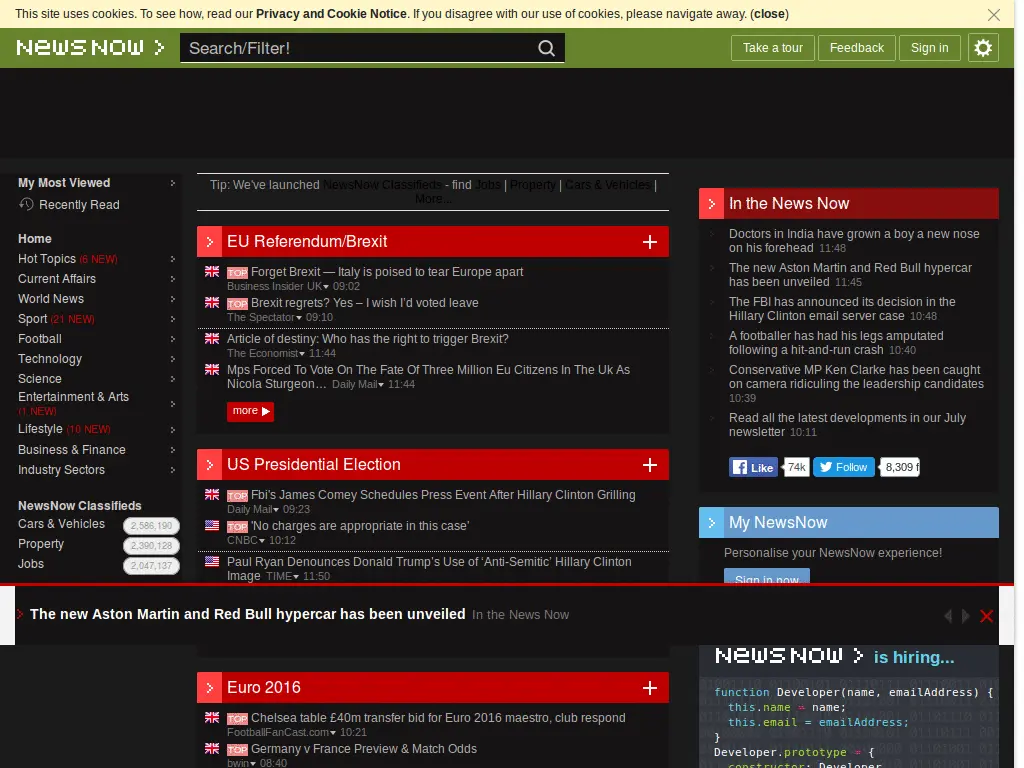 This site uses cookies. To see how, read our Privacy and Cookie Notice. If you disagree with our use of cookies, please navigate away. (close)
NEWSNOW
Search/Filter!
Take a tour
Feedback
Sign in
My Most Viewed
Recently Read
Home
Hot Topics (6 NEW)
Current Affairs
World News
Sport (21 NEW)
Football
Technology
Science
Entertainment & Arts
(1 NEW)
Lifestyle (10 NEW)
Business & Finance
Industry Sectors
NewsNow Classifieds
Cars & Vehicles 2,586,190
Property 2,390,128
Jobs 2,047,137
Tip: We've launched NewsNow Classifieds - find Jobs | Property | Cars & Vehicles |
More...
EU Referendum/Brexit
TOP Forget Brexit — Italy is poised to tear Europe apart
Business Insider UK 09:02
TOP Brexit regrets? Yes – I wish I'd voted leave
The Spectator 09:10
Article of destiny: Who has the right to trigger Brexit?
The Economist 11:44
Mps Forced To Vote On The Fate Of Three Million Eu Citizens In The Uk As
Nicola Sturgeon… Daily Mail 11:44
more
US Presidential Election
TOP Fbi's James Comey Schedules Press Event After Hillary Clinton Grilling
Daily Mail 09:23
TOP 'No charges are appropriate in this case'
CNBC 10:12
Paul Ryan Denounces Donald Trump's Use of 'Anti-Semitic' Hillary Clinton
Image TIME 11:50
In the News Now
Doctors in India have grown a boy a new nose
on his forehead 11:48
The new Aston Martin and Red Bull hypercar
has been unveiled 11:45
The FBI has announced its decision in the
Hillary Clinton email server case 10:48
A footballer has had his legs amputated
following a hit-and-run crash 10:40
Conservative MP Ken Clarke has been caught
on camera ridiculing the leadership candidates
10:39
Read all the latest developments in our July
newsletter 10:11
Like 74k Follow 8,309 f
My NewsNow
Personalise your NewsNow experience!
Sign in now
The new Aston Martin and Red Bull hypercar has been unveiled In the News Now
Euro 2016
TOP Chelsea table £40m transfer bid for Euro 2016 maestro, club respond
FootballFanCast.com 10:21
TOP Germany v France Preview & Match Odds
bwin 08:40
NEWSNOW is hiring...
function Developer(name, emailAddress) {
this.name = name;
this.email = emailAddress;
}
Developer.prototype = {
constructor: Developer